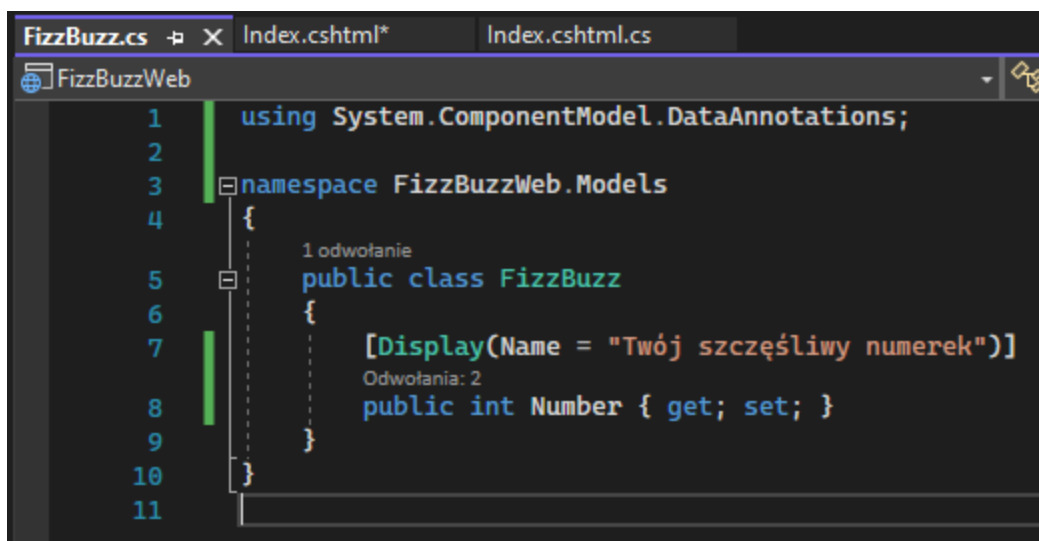 FizzBuzz.cs Index.cshtml* Index.cshtml.cs
FizzBuzzWeb
1 using System.ComponentModel.DataAnnotations;
2
3 namespace FizzBuzzWeb.Models
4 {
1 odwołanie
5 public class FizzBuzz
6 {
7 [Display(Name = "Twój szczęśliwy numerek")]
Odwołania: 2
8 public int Number { get; set; }
9 }
10 }
11